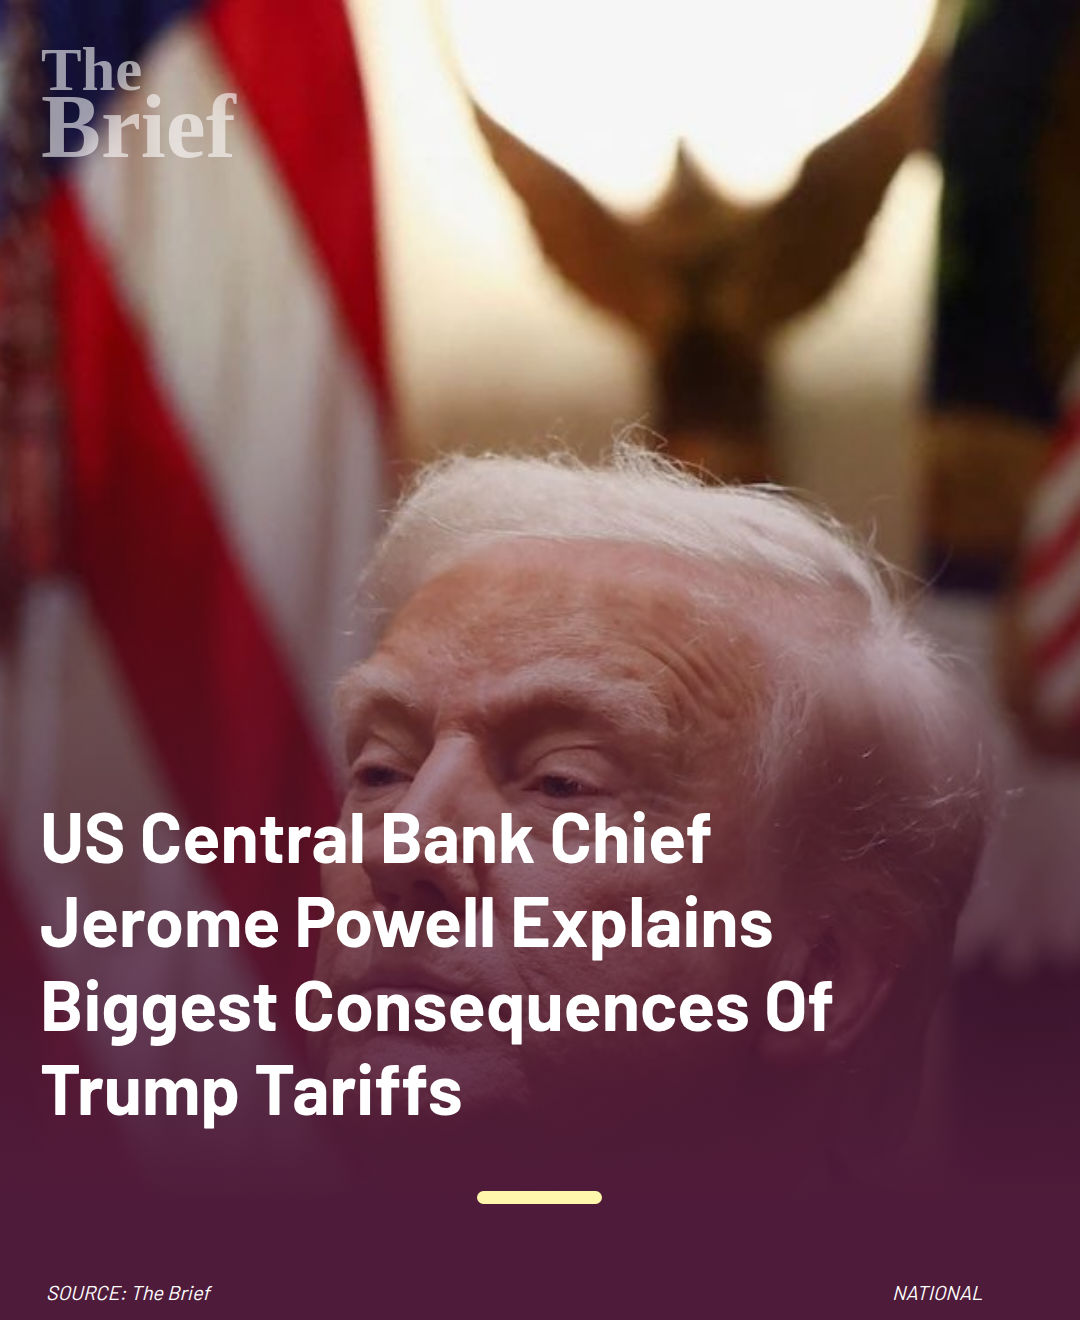 The
Brief
US Central Bank Chief
Jerome Powell Explains
Biggest Consequences Of
Trump Tariffs
SOURCE: The Brief
NATIONAL